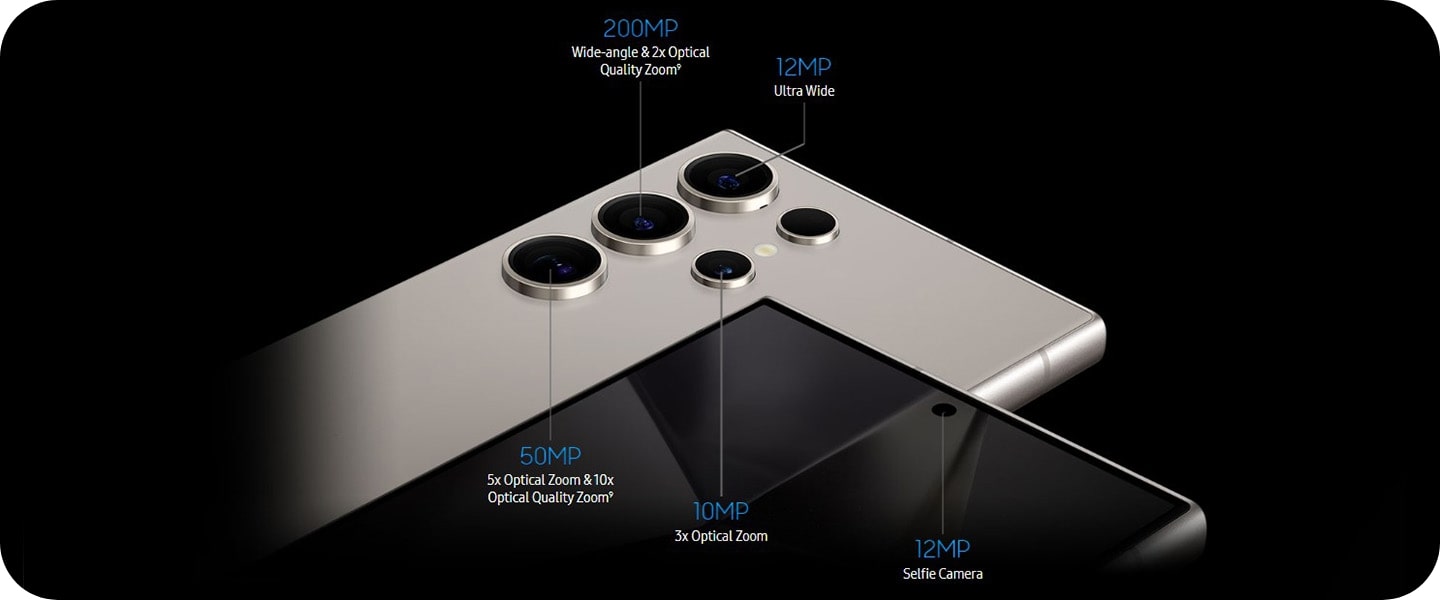 200MP
Wide-angle & 2x Optical
Quality Zoom⁹
12MP
Ultra Wide
50MP
5x Optical Zoom & 10x
Optical Quality Zoom⁹
10MP
3x Optical Zoom
12MP
Selfie Camera